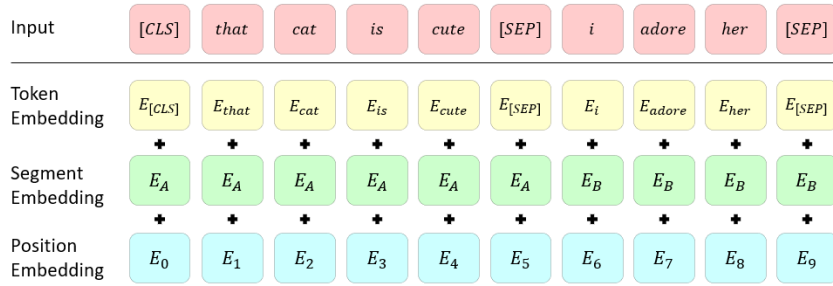 Input [CLS] that cat is cute [SEP] i adore her [SEP]
Token Embedding E[CLS] Ethat Ecat Eis Ecute E[SEP] Ei Eadore Eher E[SEP]
+ + + + + + + + + +
Segment Embedding EA EA EA EA EA EA EB EB EB EB
+ + + + + + + + + +
Position Embedding E0 E1 E2 E3 E4 E5 E6 E7 E8 E9